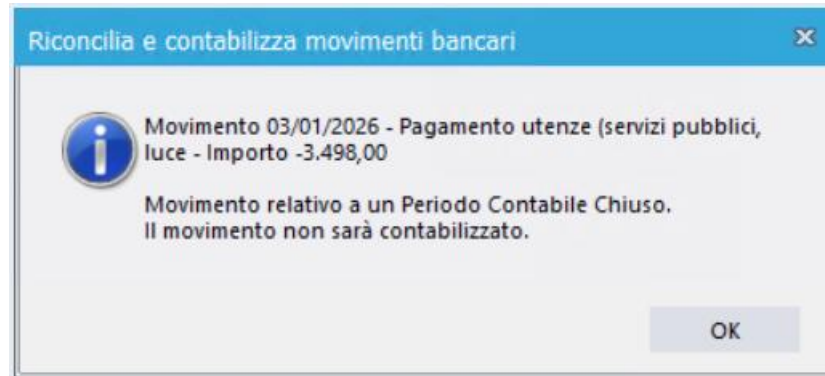 Riconcilia e contabilizza movimenti bancari
Movimento 03/01/2026 - Pagamento utenze (servizi pubblici,
luce - Importo -3.498,00
Movimento relativo a un Periodo Contabile Chiuso.
Il movimento non sarà contabilizzato.
OK